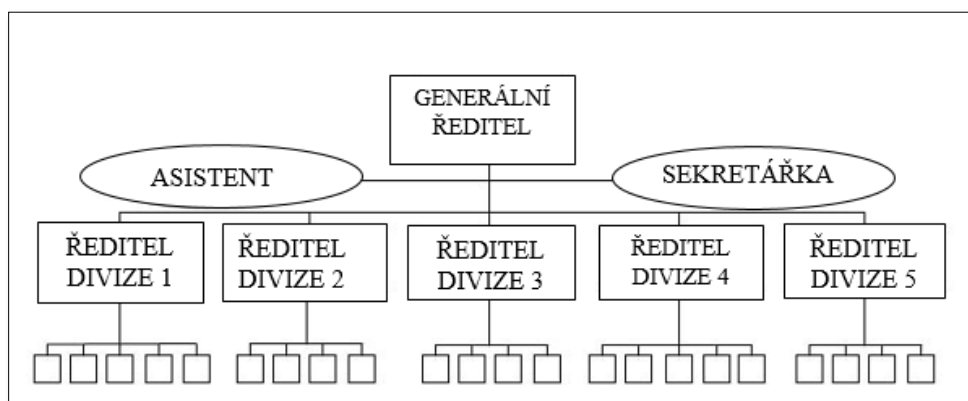 GENERÁLNÍ
ŘEDITEL
ASISTENT
SEKRETÁŘKA
ŘEDITEL
DIVIZE 1
ŘEDITEL
DIVIZE 2
ŘEDITEL
DIVIZE 3
ŘEDITEL
DIVIZE 4
ŘEDITEL
DIVIZE 5